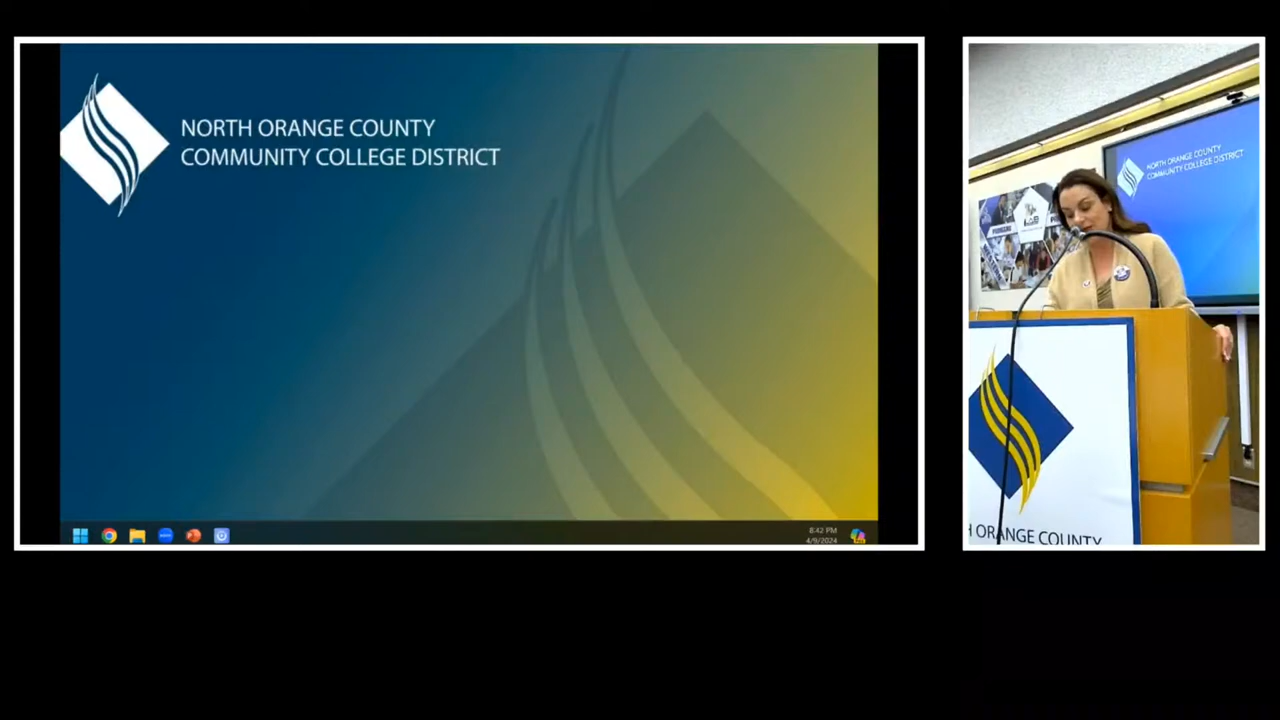 NORTH ORANGE COUNTY
COMMUNITY COLLEGE DISTRICT
8:42 PM
4/9/2024
NORTH ORANGE COUNTY
COMMUNITY COLLEGE DISTRICT
H ORANGE COUNTY